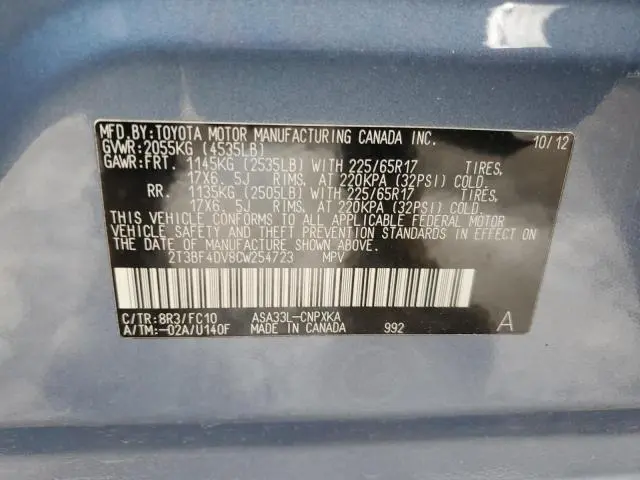 MFD.BY:TOYOTA MOTOR MANUFACTURING CANADA INC. 10/12
GVWR:2055KG (4535LB)
GAWR:FRT. 1145KG (2535LB) WITH 225/65R17 TIRES,
17X6. 5J RIMS, AT 220KPA (32PSI) COLD.
RR. 1135KG (2505LB) WITH 225/65R17 TIRES,
17X6. 5J RIMS, AT 220KPA (32PSI) COLD.
THIS VEHICLE CONFORMS TO ALL APPLICABLE FEDERAL MOTOR
VEHICLE SAFETY AND THEFT PREVENTION STANDARDS IN EFFECT
ON THE DATE OF MANUFACTURE SHOWN ABOVE.
2T3BF4DV8CW254723 MPV
C/TR:8R3/FC10 ASA33L-CNPXKA
A/TM:-02A/U140F MADE IN CANADA 992 A